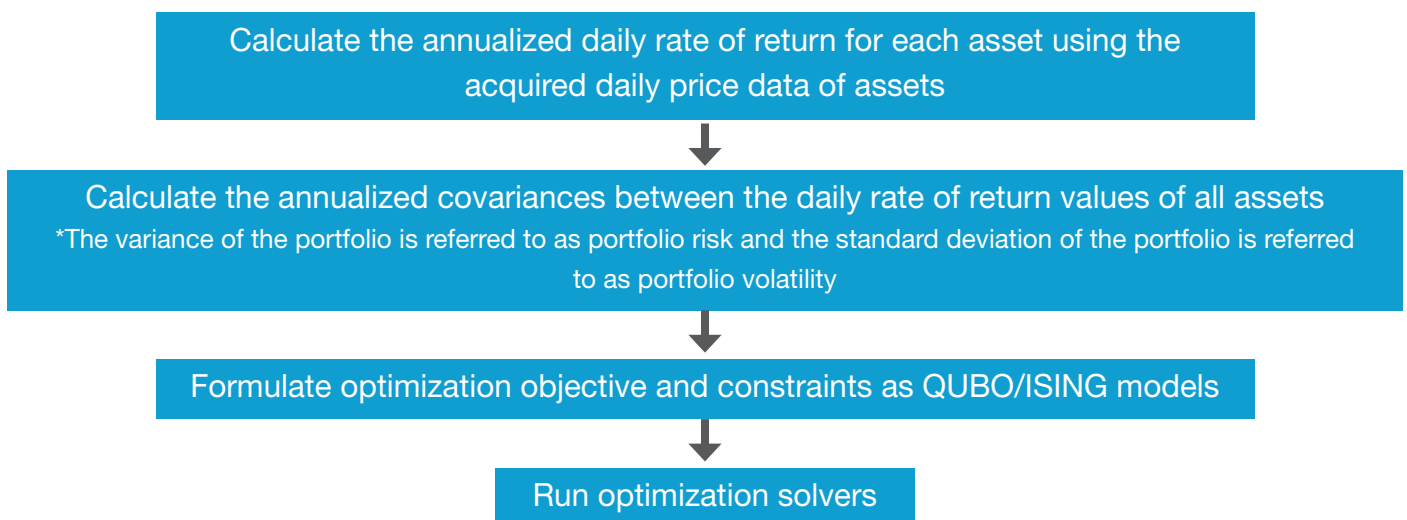 Calculate the annualized daily rate of return for each asset using the
acquired daily price data of assets
Calculate the annualized covariances between the daily rate of return values of all assets
*The variance of the portfolio is referred to as portfolio risk and the standard deviation of the portfolio is referred
to as portfolio volatility
Formulate optimization objective and constraints as QUBO/ISING models
Run optimization solvers